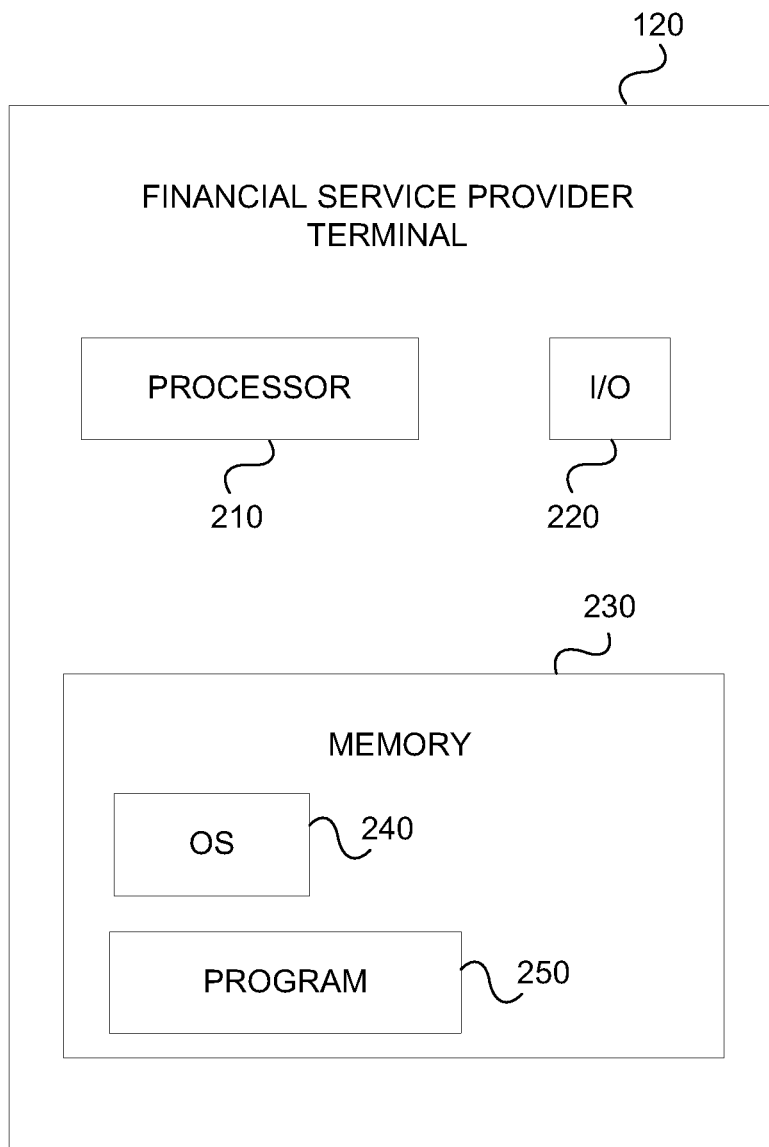 120
FINANCIAL SERVICE PROVIDER
TERMINAL
PROCESSOR
I/O
210
220
230
MEMORY
OS
240
PROGRAM
250